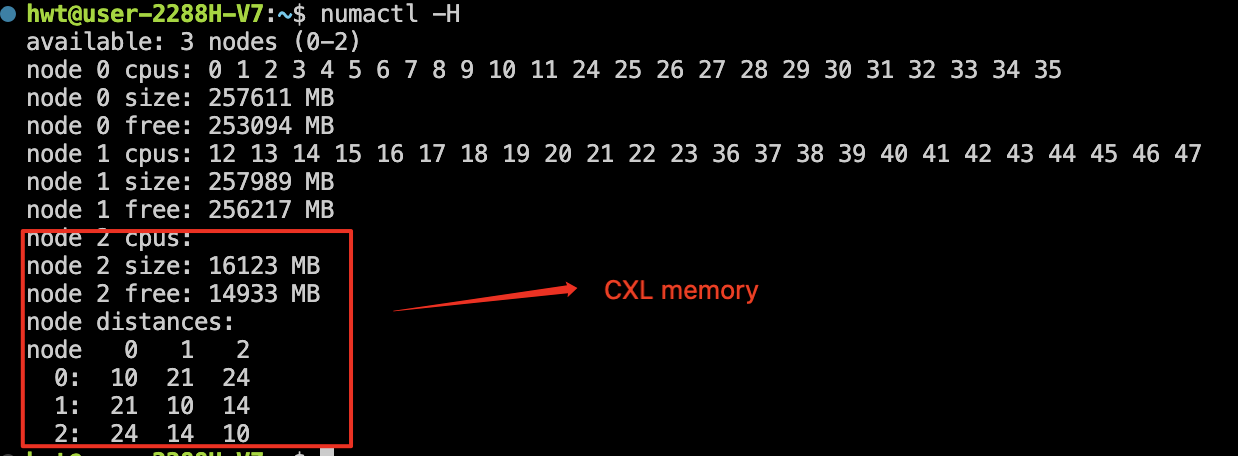 hwt@user-2288H-V7:~$ numactl -H
available: 3 nodes (0-2)
node 0 cpus: 0 1 2 3 4 5 6 7 8 9 10 11 24 25 26 27 28 29 30 31 32 33 34 35
node 0 size: 257611 MB
node 0 free: 253094 MB
node 1 cpus: 12 13 14 15 16 17 18 19 20 21 22 23 36 37 38 39 40 41 42 43 44 45 46 47
node 1 size: 257989 MB
node 1 free: 256217 MB
node 2 cpus:
node 2 size: 16123 MB
node 2 free: 14933 MB
CXL memory
node distances:
node   0   1   2
  0:  10  21  24
  1:  21  10  14
  2:  24  14  10
hwt@user-2288H-V7:~$